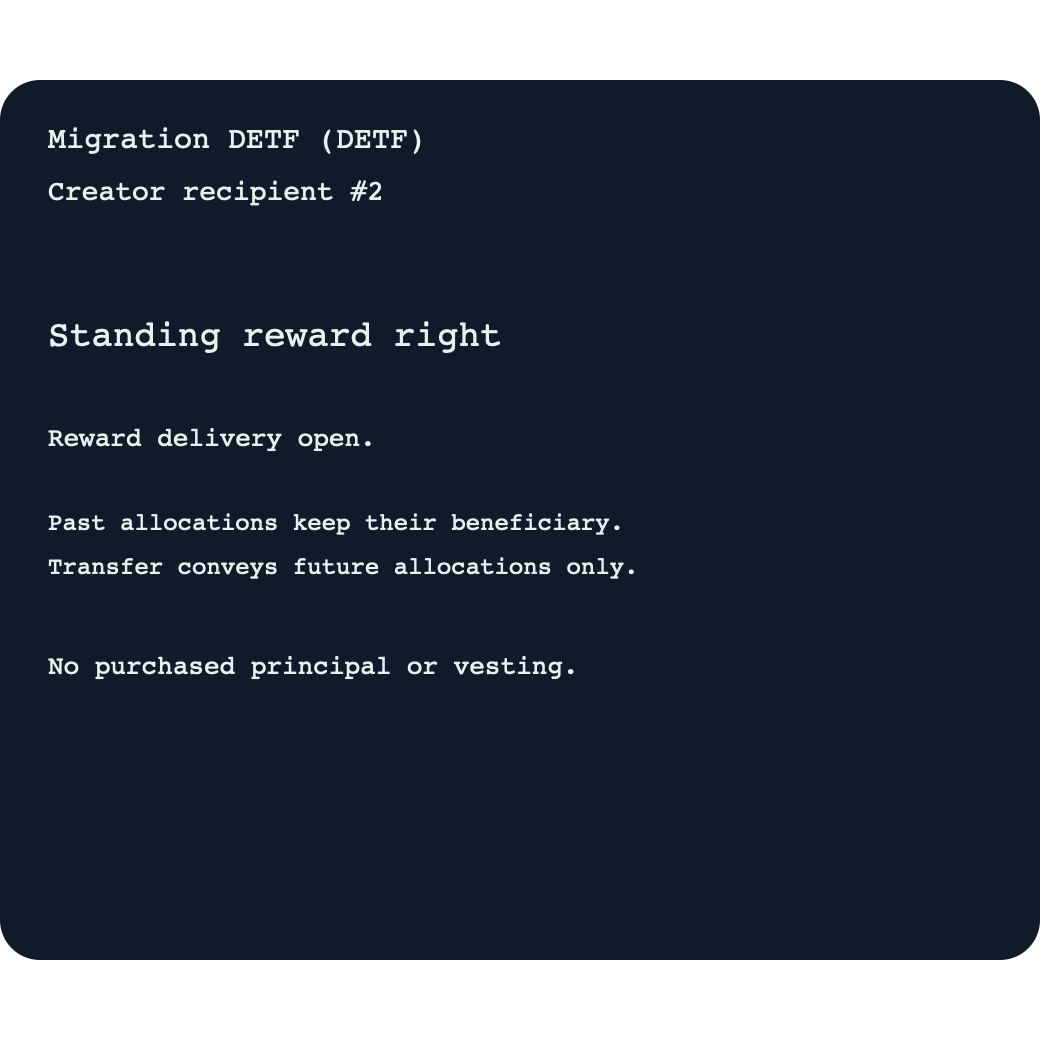 Migration DETF (DETF)
Creator recipient #2
Standing reward right
Reward delivery open.
Past allocations keep their beneficiary.
Transfer conveys future allocations only.
No purchased principal or vesting.